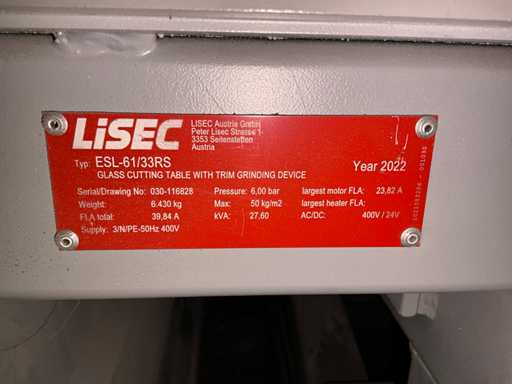 LiSEC
LISEC Austria GmbH
Peter Lisec Strasse 1
3353 Seitenstetten
Austria
Typ: ESL-61/33RS
Year 2022
GLASS CUTTING TABLE WITH TRIM GRINDING DEVICE
Serial/Drawing No: 030-116828 Pressure: 6,00 bar largest motor FLA: 23,82 A
Weight: 6.430 kg Max: 50 kg/m2 largest heater FLA:
FLA total: 39,84 A kVA: 27,60 AC/DC: 400V / 24V
Supply: 3/N/PE-50Hz 400V